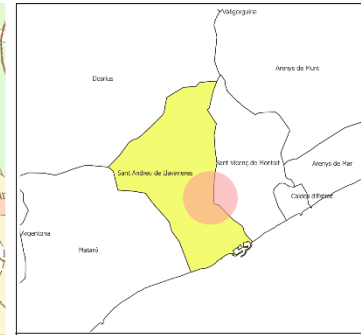 Vallgorguina
Dosrius
Arenys de Munt
Sant Andreu de Llavaneres
Sant Vicenç de Montalt
Arenys de Mar
Caldes d'Estrac
Argentona
Mataró